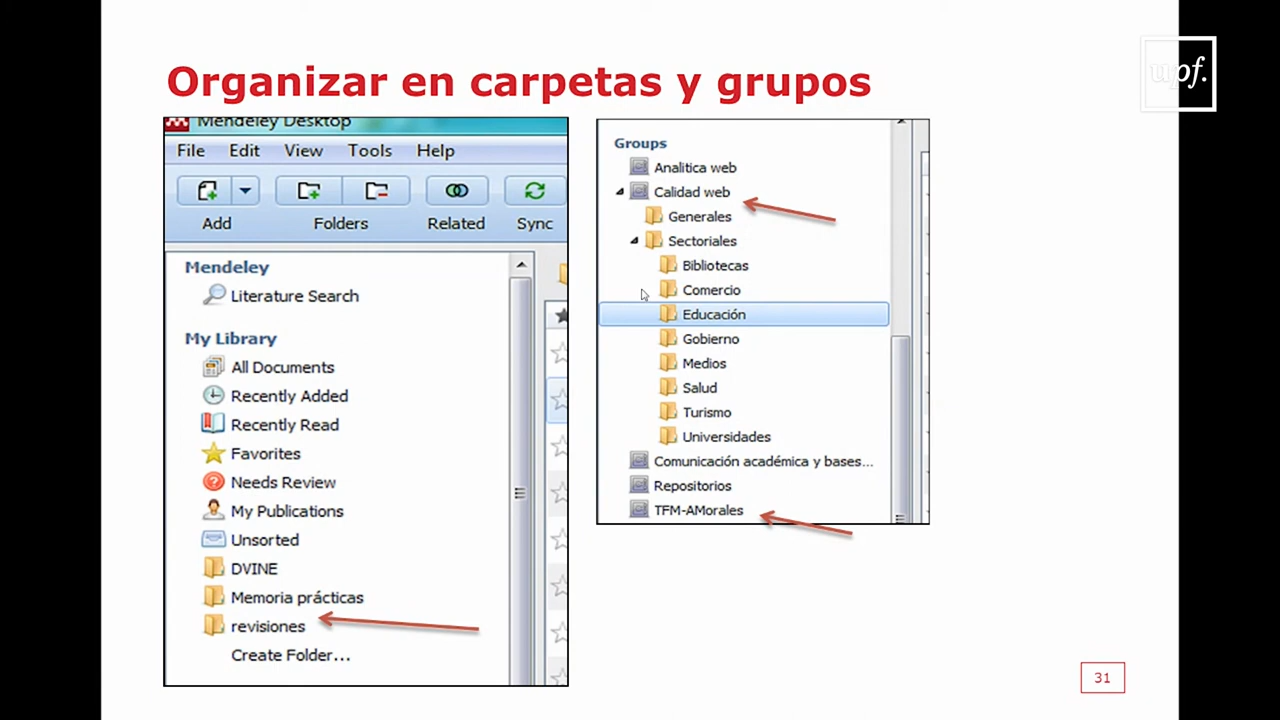 Organizar en carpetas y grupos
upf.
Mendeley Desktop
File Edit View Tools Help
Add Folders Related Sync
Mendeley
Literature Search
My Library
All Documents
Recently Added
Recently Read
Favorites
Needs Review
My Publications
Unsorted
DVINE
Memoria prácticas
revisiones
Create Folder...
Groups
Analitica web
Calidad web
Generales
Sectoriales
Bibliotecas
Comercio
Educación
Gobierno
Medios
Salud
Turismo
Universidades
Comunicación académica y bases...
Repositorios
TFM-AMorales
31